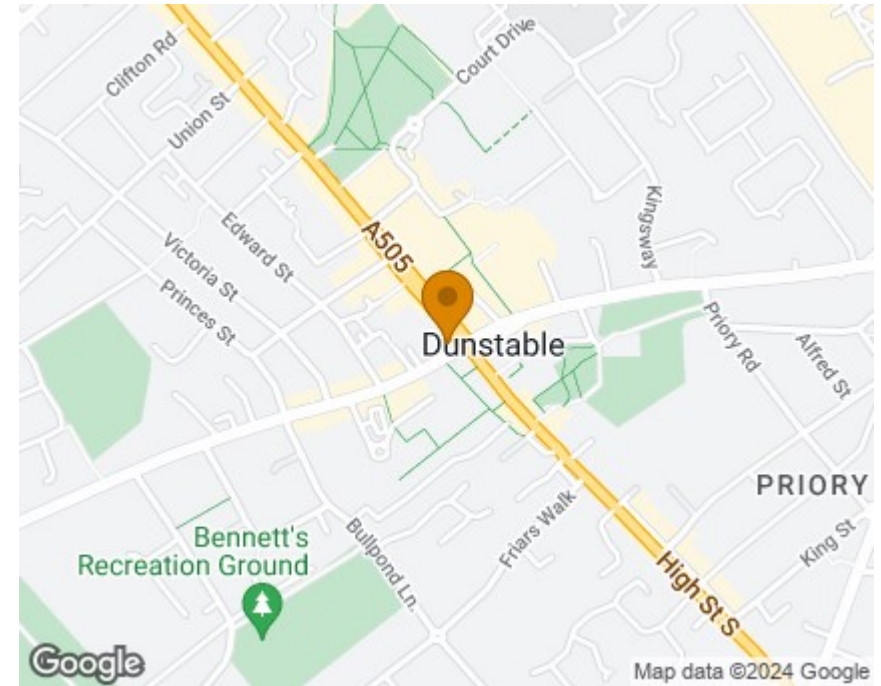 Clifton Rd
Court Drive
Union St
Kingsway
A505
Edward St
Victoria St
Princes St
Dunstable
Priory Rd
Alfred St
PRIORY
Bennett's
Recreation Ground
Bullpond Ln.
Friars Walk
King St
High St S
Google
Map data ©2024 Google